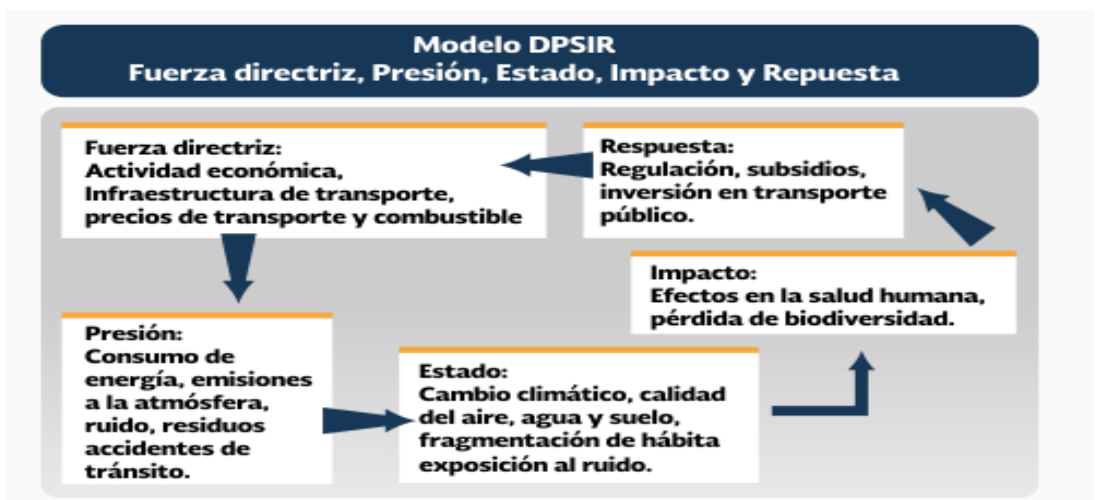 Modelo DPSIR
Fuerza directriz, Presión, Estado, Impacto y Repuesta
Fuerza directriz:
Actividad económica,
Infraestructura de transporte,
precios de transporte y combustible
Respuesta:
Regulación, subsidios,
inversión en transporte
público.
Impacto:
Efectos en la salud humana,
pérdida de biodiversidad.
Presión:
Consumo de
energía, emisiones
a la atmósfera,
ruido, residuos
accidentes de
tránsito.
Estado:
Cambio climático, calidad
del aire, agua y suelo,
fragmentación de hábita
exposición al ruido.